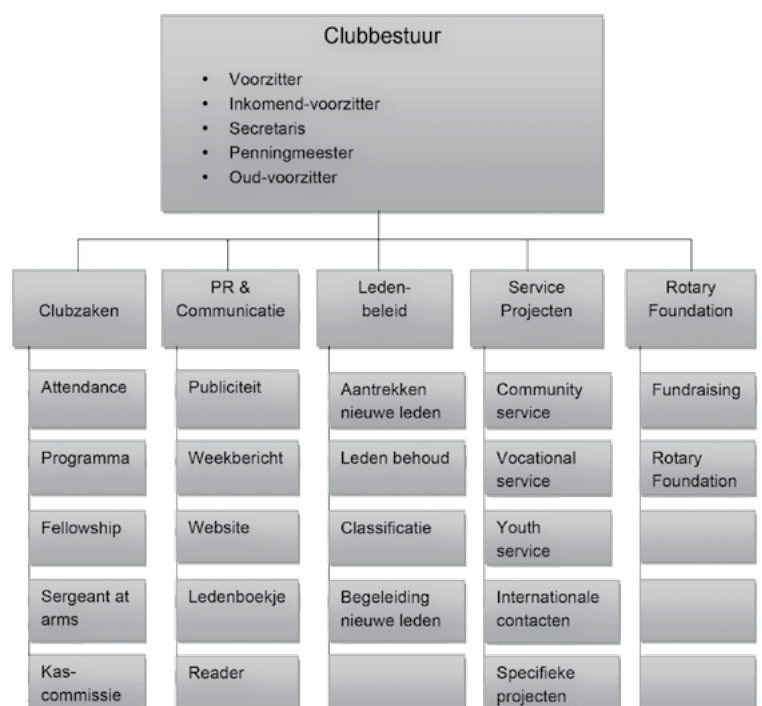 Clubbestuur
• Voorzitter
• Inkomend-voorzitter
• Secretaris
• Penningmeester
• Oud-voorzitter
Clubzaken
PR &
Communicatie
Leden-
beleid
Service
Projecten
Rotary
Foundation
Attendance
Programma
Fellowship
Sergeant at
arms
Kas-
commissie
Publiciteit
Weekbericht
Website
Ledenboekje
Reader
Aantrekken
nieuwe leden
Leden behoud
Classificatie
Begeleiding
nieuwe leden
Community
service
Vocational
service
Youth
service
Internationale
contacten
Specifieke
projecten
Fundraising
Rotary
Foundation